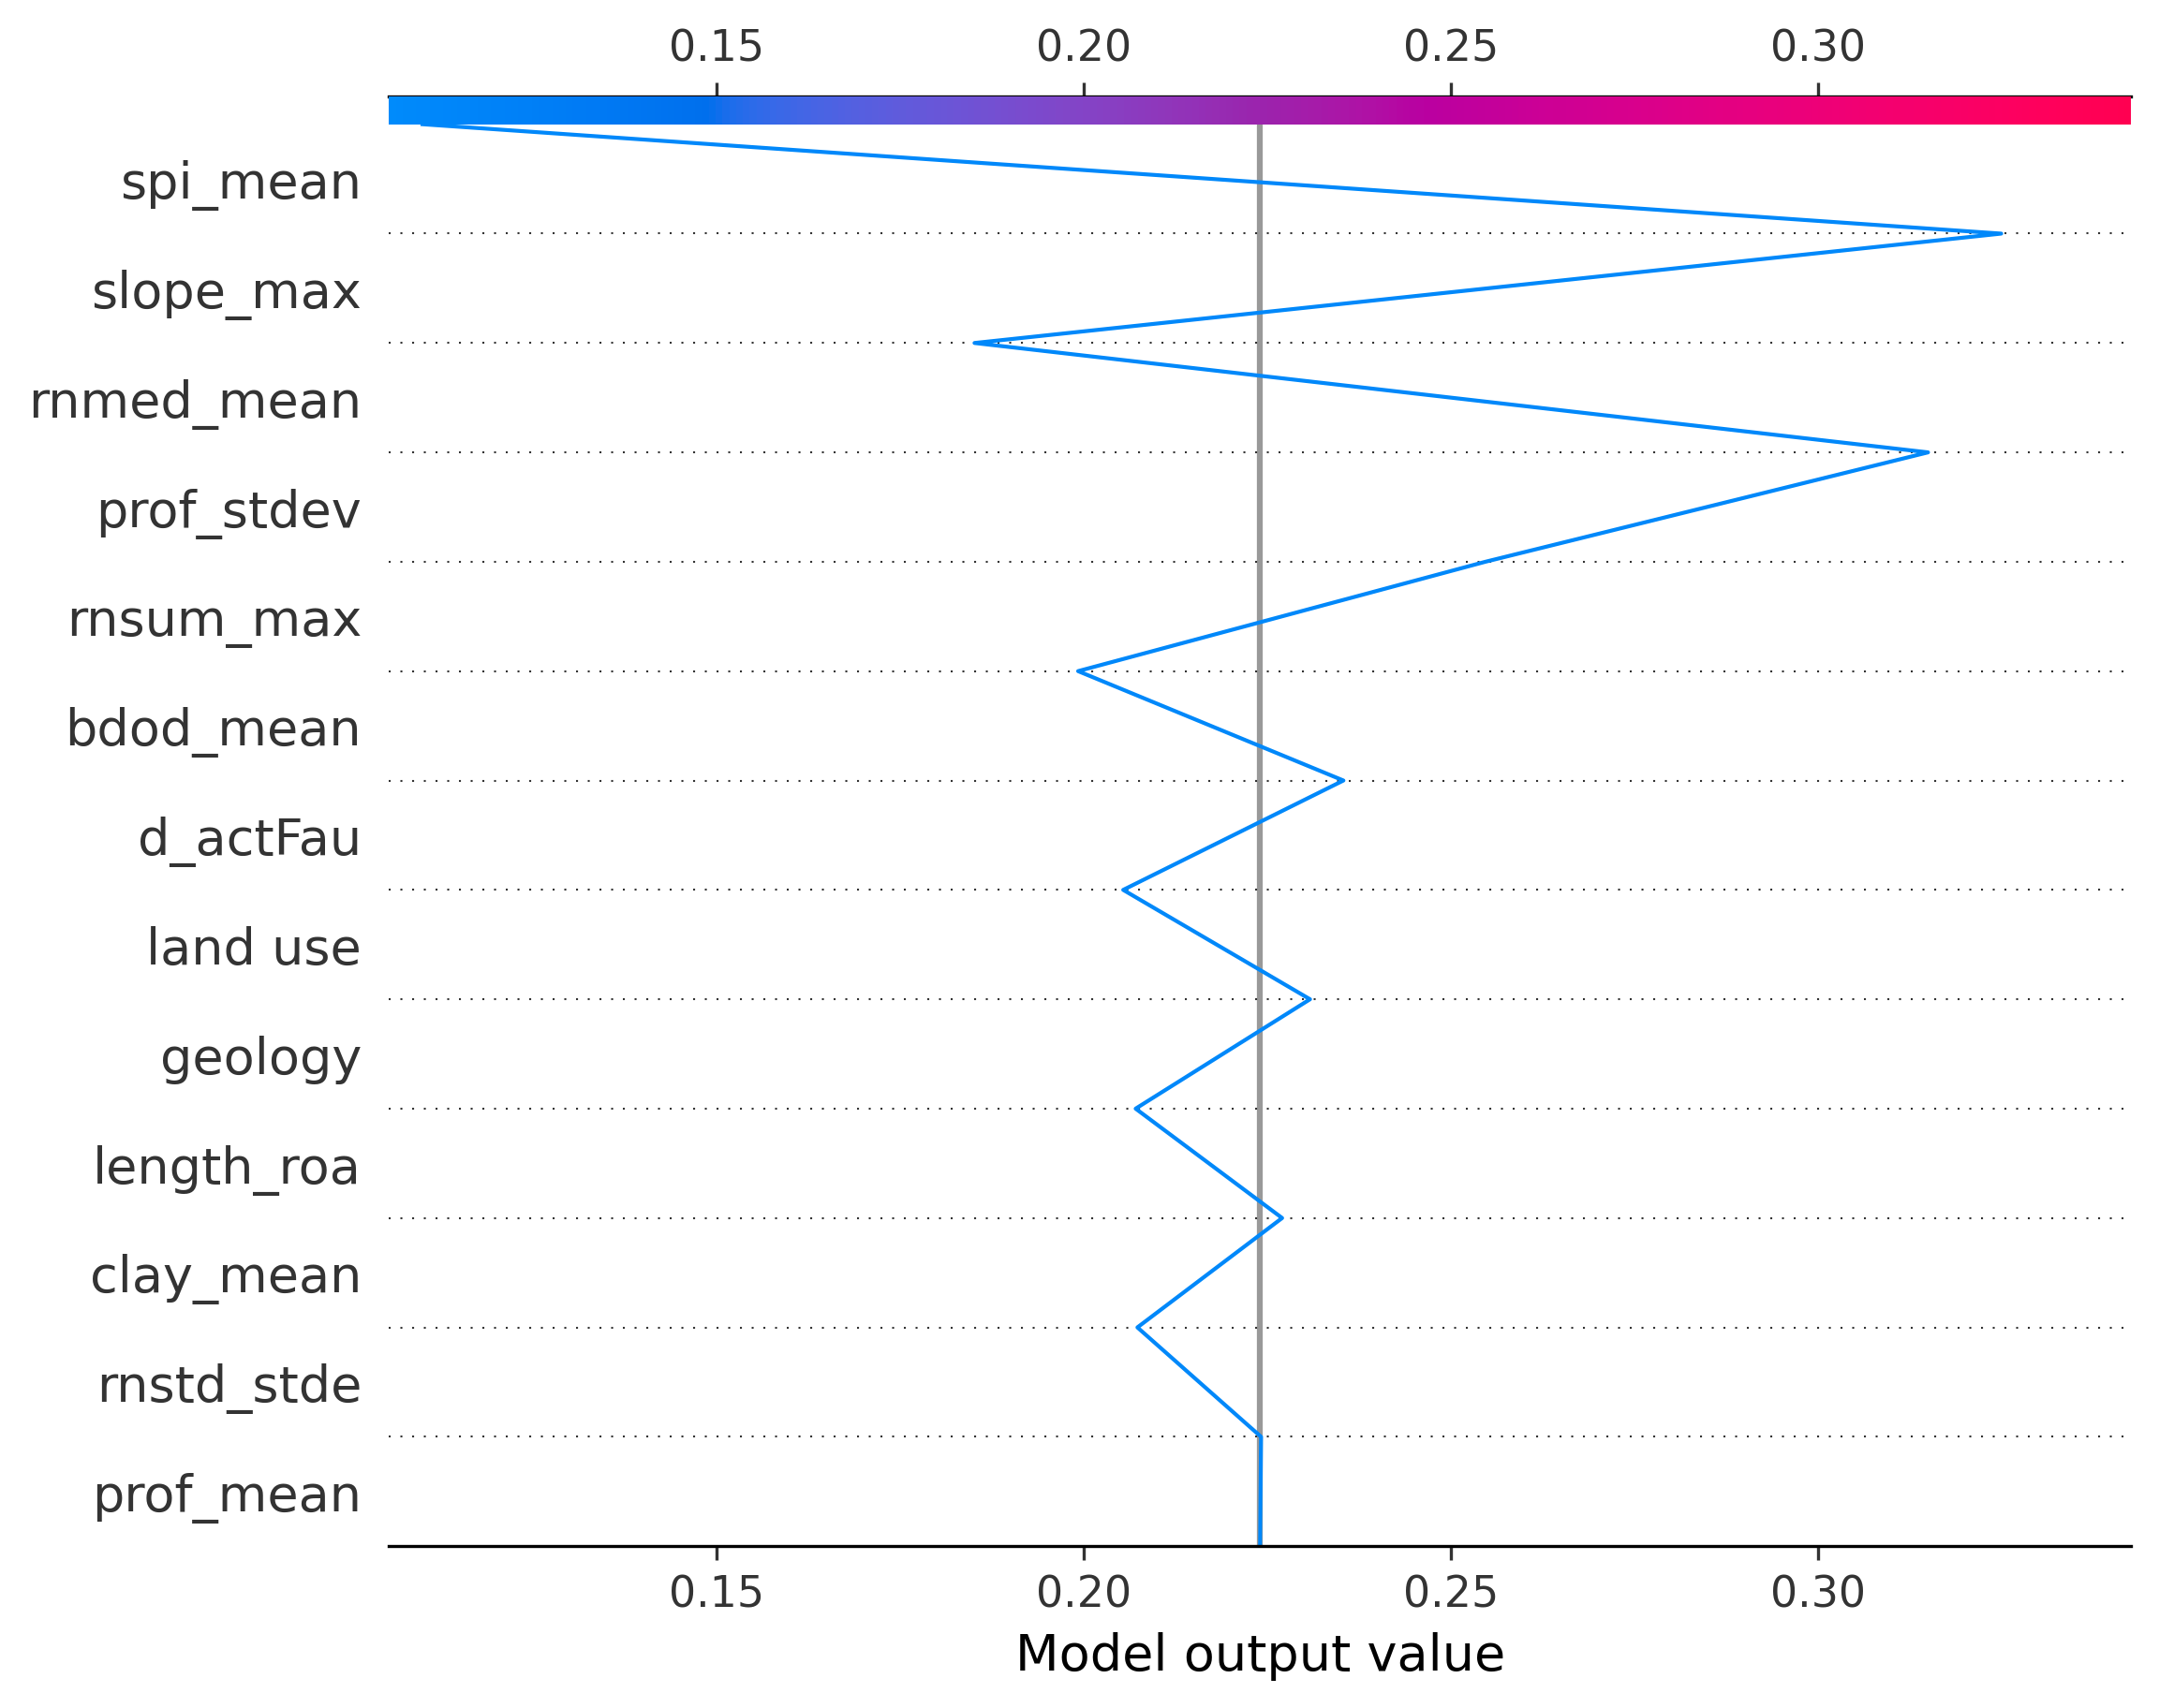 0.15 0.20 0.25 0.30
spi_mean
slope_max
rnmed_mean
prof_stdev
rnsum_max
bdod_mean
d_actFau
land use
geology
length_roa
clay_mean
rnstd_stde
prof_mean
0.15 0.20 0.25 0.30
Model output value